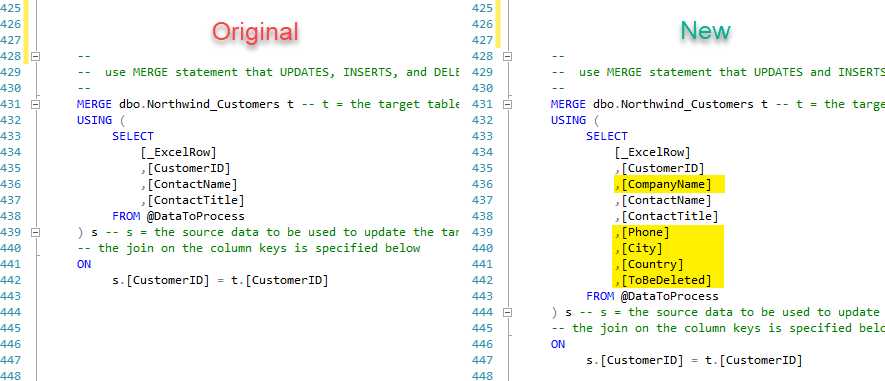 Original
425
426
427
428 --
429 -- use MERGE statement that UPDATES, INSERTS, and DELE
430 --
431 MERGE dbo.Northwind_Customers t -- t = the target table
432 USING (
433 SELECT
434 [_ExcelRow]
435 ,[CustomerID]
436 ,[ContactName]
437 ,[ContactTitle]
438 FROM @DataToProcess
439 ) s -- s = the source data to be used to update the tar
440 -- the join on the column keys is specified below
441 ON
442 s.[CustomerID] = t.[CustomerID]
443
444
445
446
447
448
New
425
426
427
428 --
429 -- use MERGE statement that UPDATES and INSERTS
430 --
431 MERGE dbo.Northwind_Customers t -- t = the targe
432 USING (
433 SELECT
434 [_ExcelRow]
435 ,[CustomerID]
436 ,[CompanyName]
437 ,[ContactName]
438 ,[ContactTitle]
439 ,[Phone]
440 ,[City]
441 ,[Country]
442 ,[ToBeDeleted]
443 FROM @DataToProcess
444 ) s -- s = the source data to be used to update
445 -- the join on the column keys is specified belo
446 ON
447 s.[CustomerID] = t.[CustomerID]
448